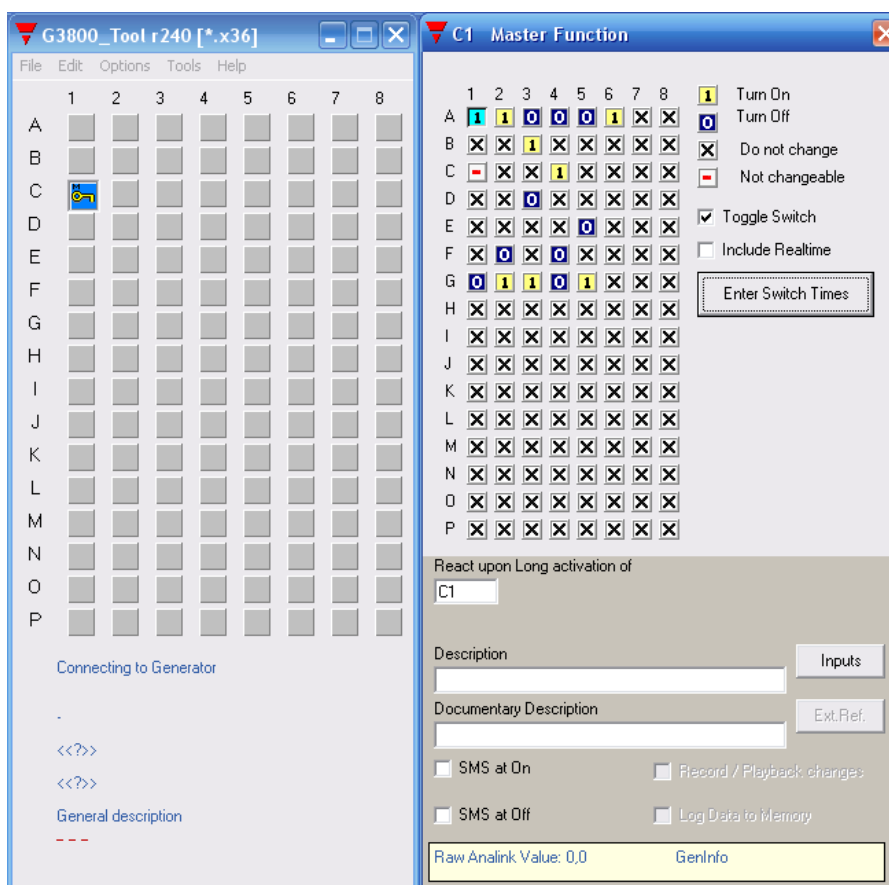 G3800_Tool r240 [*.x36]
File Edit Options Tools Help
1 2 3 4 5 6 7 8
A
B
C M
D
E
F
G
H
I
J
K
L
M
N
O
P
Connecting to Generator
-
<<?>>
<<?>>
General description
- - -
C1 Master Function
1 2 3 4 5 6 7 8
A 1 1 0 0 0 1 X X
B X X 1 X X X X X
C - X X 1 X X X X
D X X 0 X X X X X
E X X X X 0 X X X
F X 0 X 0 X X X X
G 0 1 1 0 1 X X X
H X X X X X X X X
I X X X X X X X X
J X X X X X X X X
K X X X X X X X X
L X X X X X X X X
M X X X X X X X X
N X X X X X X X X
O X X X X X X X X
P X X X X X X X X
1 Turn On
0 Turn Off
X Do not change
- Not changeable
Toggle Switch
Include Realtime
Enter Switch Times
React upon Long activation of
C1
Description
Inputs
Documentary Description
Ext.Ref.
SMS at On
Record / Playback changes
SMS at Off
Log Data to Memory
Raw Analink Value: 0,0 GenInfo